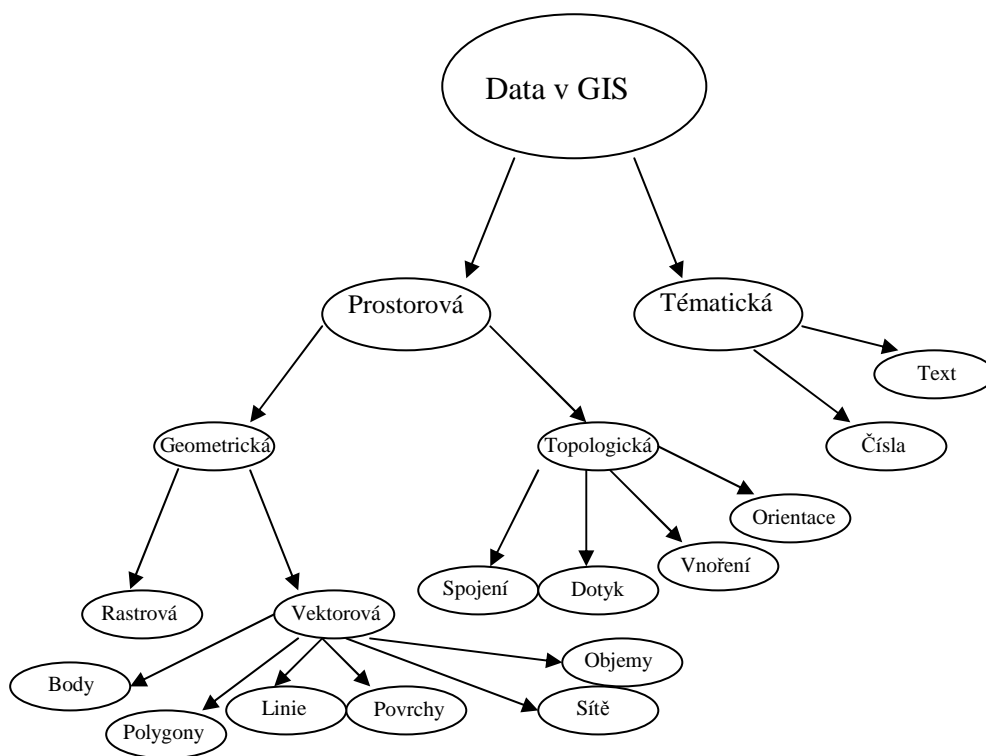 Data v GIS
Prostorová
Tématická
Text
Čísla
Geometrická
Topologická
Orientace
Vnoření
Spojení
Dotyk
Rastrová
Vektorová
Objemy
Body
Linie
Povrchy
Sítě
Polygony